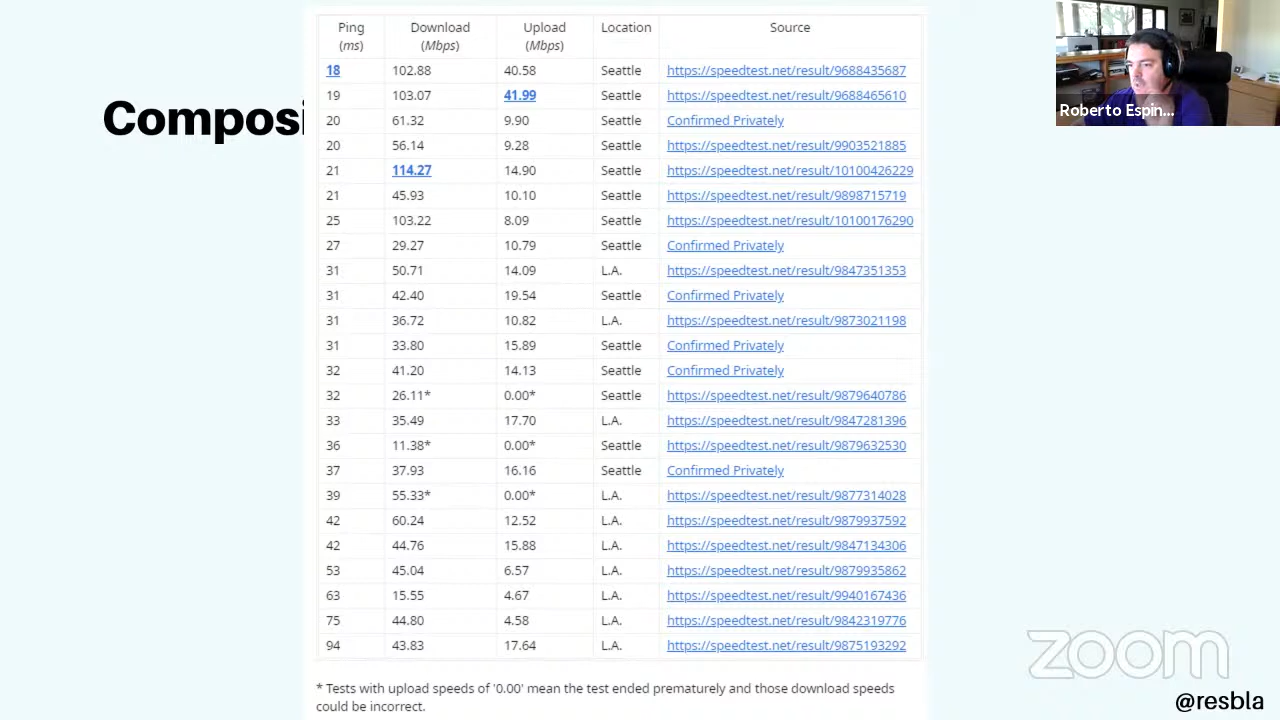 Composi
Ping (ms) Download (Mbps) Upload (Mbps) Location Source
18 102.88 40.58 Seattle https://speedtest.net/result/9688435687
19 103.07 41.99 Seattle https://speedtest.net/result/9688465610
20 61.32 9.90 Seattle Confirmed Privately
20 56.14 9.28 Seattle https://speedtest.net/result/9903521885
21 114.27 14.90 Seattle https://speedtest.net/result/10100426229
21 45.93 10.10 Seattle https://speedtest.net/result/9898715719
25 103.22 8.09 Seattle https://speedtest.net/result/10100176290
27 29.27 10.79 Seattle Confirmed Privately
31 50.71 14.09 L.A. https://speedtest.net/result/9847351353
31 42.40 19.54 Seattle Confirmed Privately
31 36.72 10.82 L.A. https://speedtest.net/result/9873021198
31 33.80 15.89 Seattle Confirmed Privately
32 41.20 14.13 Seattle Confirmed Privately
32 26.11* 0.00* Seattle https://speedtest.net/result/9879640786
33 35.49 17.70 L.A. https://speedtest.net/result/9847281396
36 11.38* 0.00* Seattle https://speedtest.net/result/9879632530
37 37.93 16.16 Seattle Confirmed Privately
39 55.33* 0.00* L.A. https://speedtest.net/result/9877314028
42 60.24 12.52 L.A. https://speedtest.net/result/9879937592
42 44.76 15.88 L.A. https://speedtest.net/result/9847134306
53 45.04 6.57 L.A. https://speedtest.net/result/9879935862
63 15.55 4.67 L.A. https://speedtest.net/result/9940167436
75 44.80 4.58 L.A. https://speedtest.net/result/9842319776
94 43.83 17.64 L.A. https://speedtest.net/result/9875193292
* Tests with upload speeds of '0.00' mean the test ended prematurely and those download speeds
could be incorrect.
Roberto Espin...
zoom
@resbla